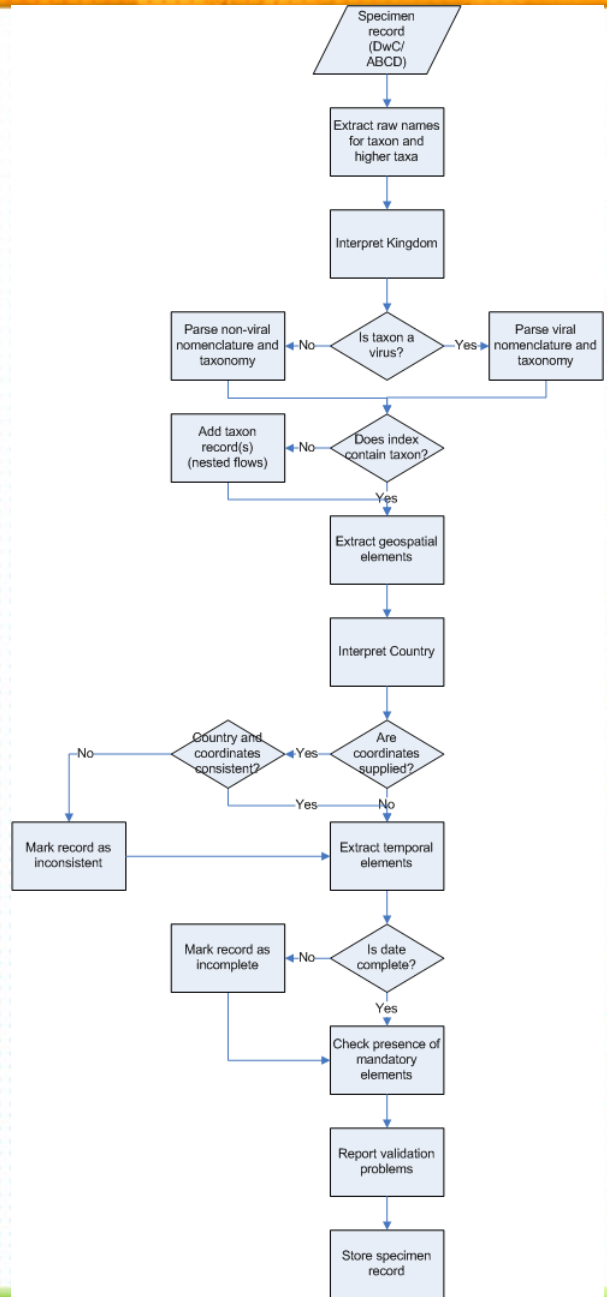 Specimen
record
(DwC/
ABCD)
Extract raw names
for taxon and
higher taxa
Interpret Kingdom
Parse non-viral
nomenclature and
taxonomy
No
Is taxon a
virus?
Yes
Parse viral
nomenclature and
taxonomy
Add taxon
record(s)
(nested flows)
No
Does index
contain taxon?
Yes
Extract geospatial
elements
Interpret Country
No
Country and
coordinates
consistent?
Yes
Are
coordinates
supplied?
Yes
No
Mark record as
inconsistent
Extract temporal
elements
Mark record as
incomplete
No
Is date
complete?
Yes
Check presence of
mandatory
elements
Report validation
problems
Store specimen
record